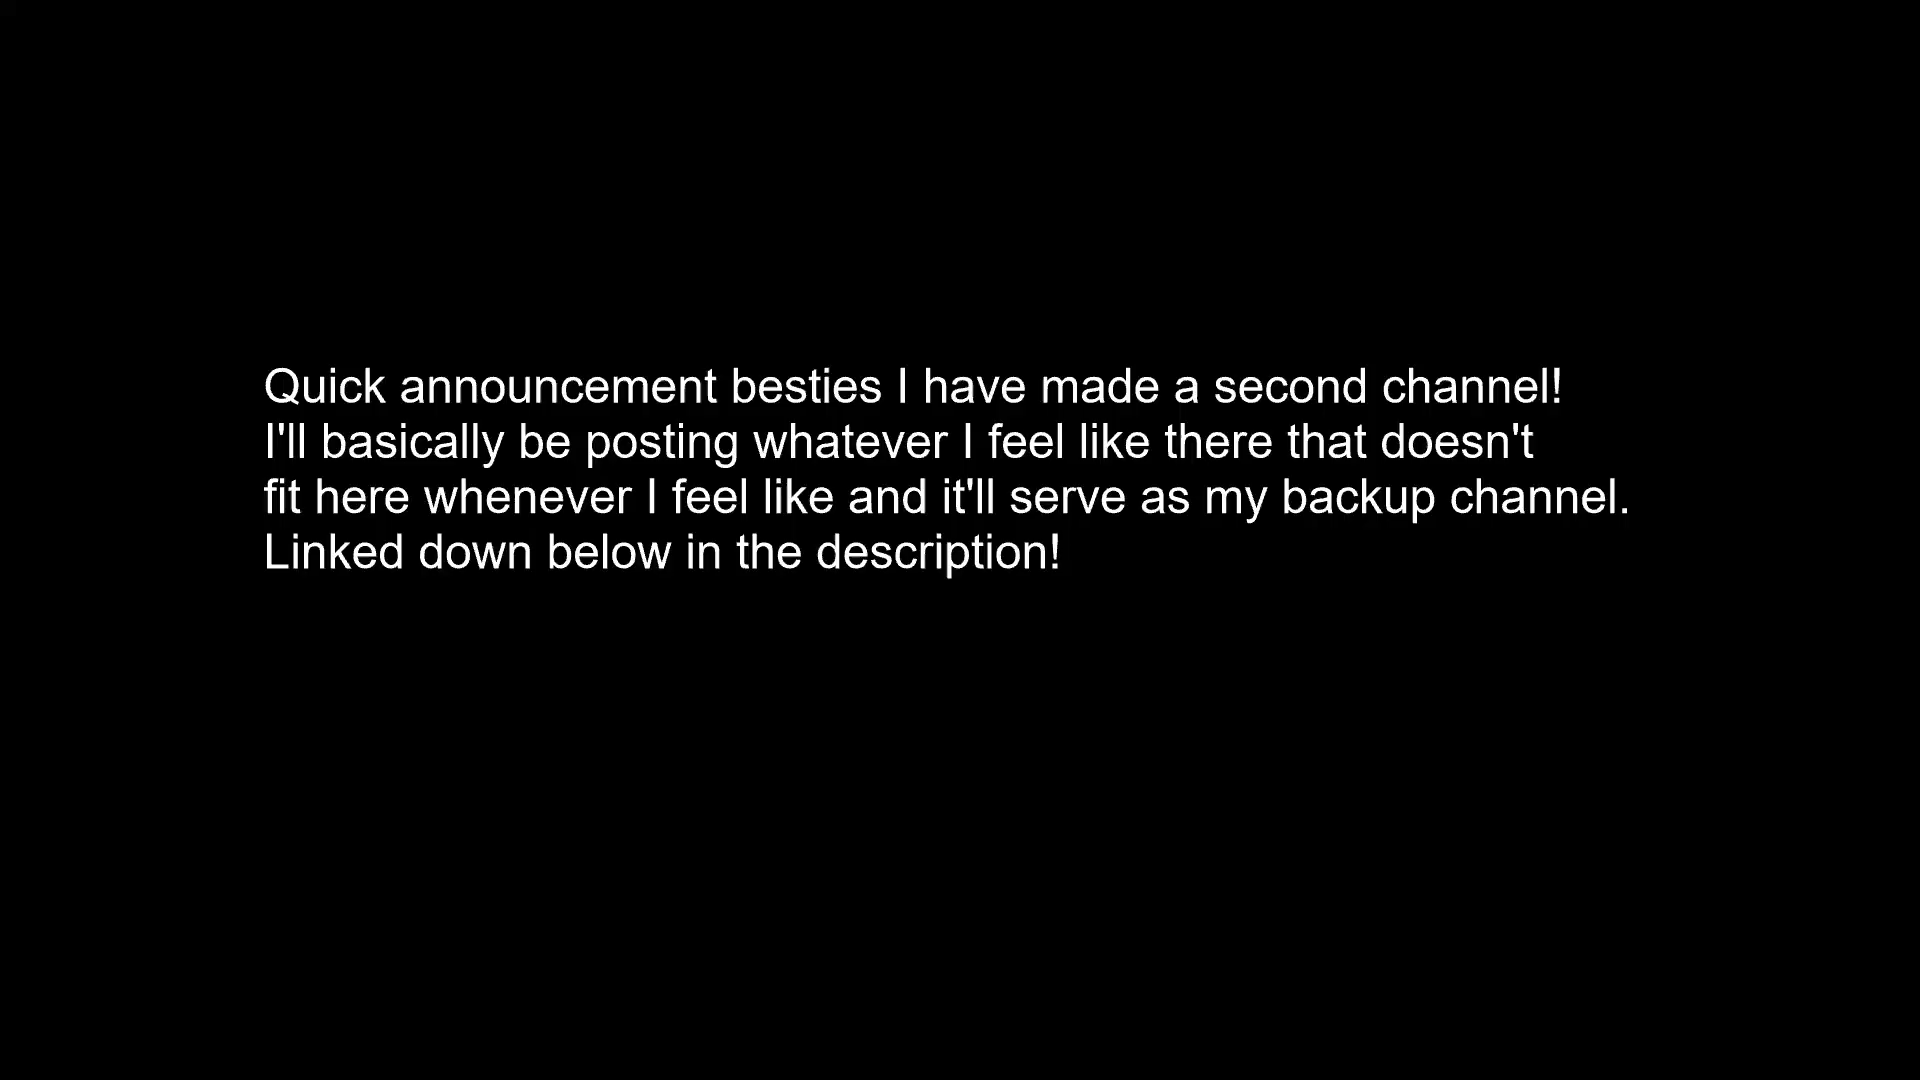 Quick announcement besties I have made a second channel!
I'll basically be posting whatever I feel like there that doesn't
fit here whenever I feel like and it'll serve as my backup channel.
Linked down below in the description!